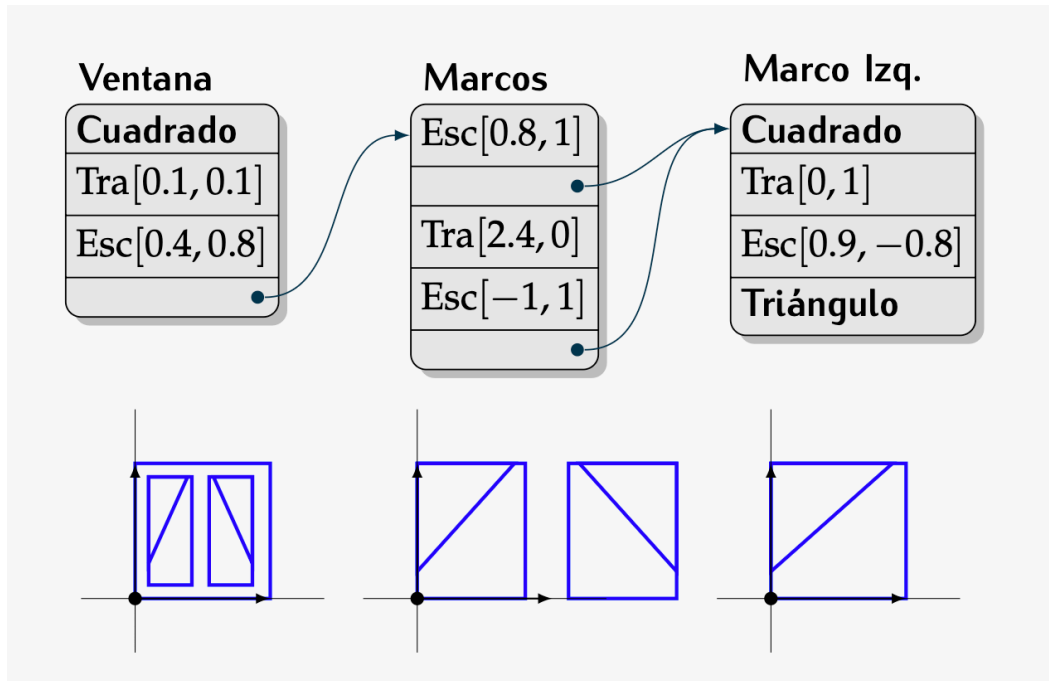 Ventana
Cuadrado
Tra[0.1, 0.1]
Esc[0.4, 0.8]
Marcos
Esc[0.8, 1]
Tra[2.4, 0]
Esc[−1, 1]
Marco Izq.
Cuadrado
Tra[0, 1]
Esc[0.9, −0.8]
Triángulo